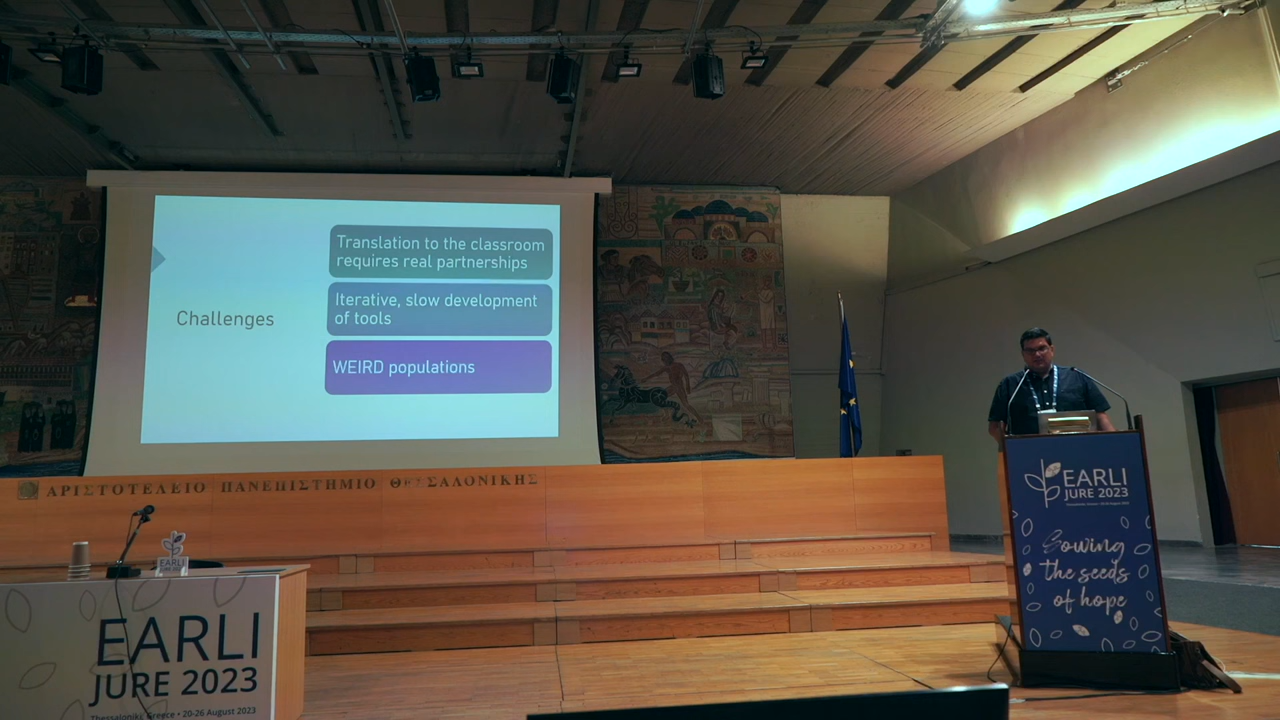 Challenges
Translation to the classroom
requires real partnerships
Iterative, slow development
of tools
WEIRD populations
ΑΡΙΣΤΟΤΕΛΕΙΟ ΠΑΝΕΠΙΣΤΗΜΙΟ ΘΕΣΣΑΛΟΝΙΚΗΣ
EARLI
EARLI
JURE 2023
Thessaloniki, Greece • 20-26 August 2023
EARLI
JURE 2023
Sowing
the seeds
of hope